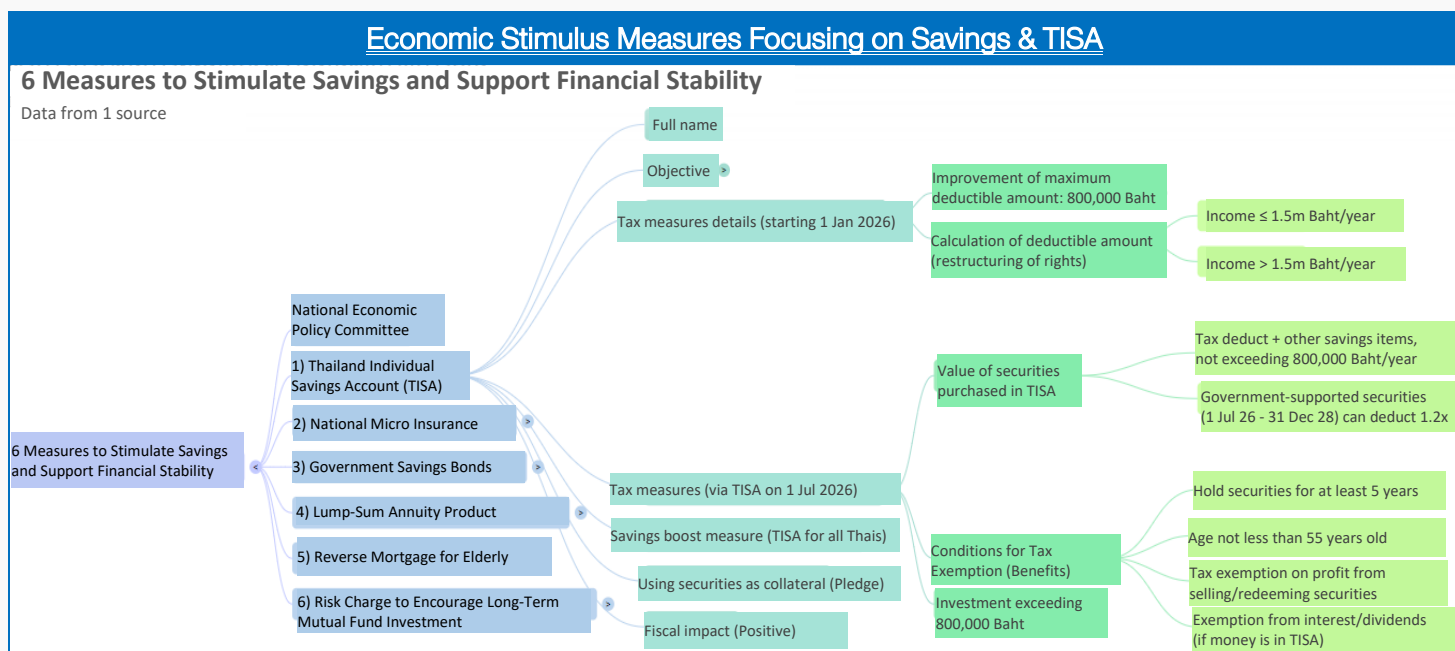 Economic Stimulus Measures Focusing on Savings & TISA
6 Measures to Stimulate Savings and Support Financial Stability
Data from 1 source
6 Measures to Stimulate Savings
and Support Financial Stability
<
National Economic
Policy Committee
1) Thailand Individual
Savings Account (TISA)
2) National Micro Insurance
>
3) Government Savings Bonds
>
4) Lump-Sum Annuity Product
>
5) Reverse Mortgage for Elderly
6) Risk Charge to Encourage Long-Term
Mutual Fund Investment
>
Full name
Objective
>
Tax measures details (starting 1 Jan 2026)
Improvement of maximum
deductible amount: 800,000 Baht
Calculation of deductible amount
(restructuring of rights)
Income ≤ 1.5m Baht/year
Income > 1.5m Baht/year
Tax measures (via TISA on 1 Jul 2026)
Value of securities
purchased in TISA
Tax deduct + other savings items,
not exceeding 800,000 Baht/year
Government-supported securities
(1 Jul 26 - 31 Dec 28) can deduct 1.2x
Conditions for Tax
Exemption (Benefits)
Hold securities for at least 5 years
Age not less than 55 years old
Tax exemption on profit from
selling/redeeming securities
Exemption from interest/dividends
(if money is in TISA)
Investment exceeding
800,000 Baht
Savings boost measure (TISA for all Thais)
Using securities as collateral (Pledge)
Fiscal impact (Positive)